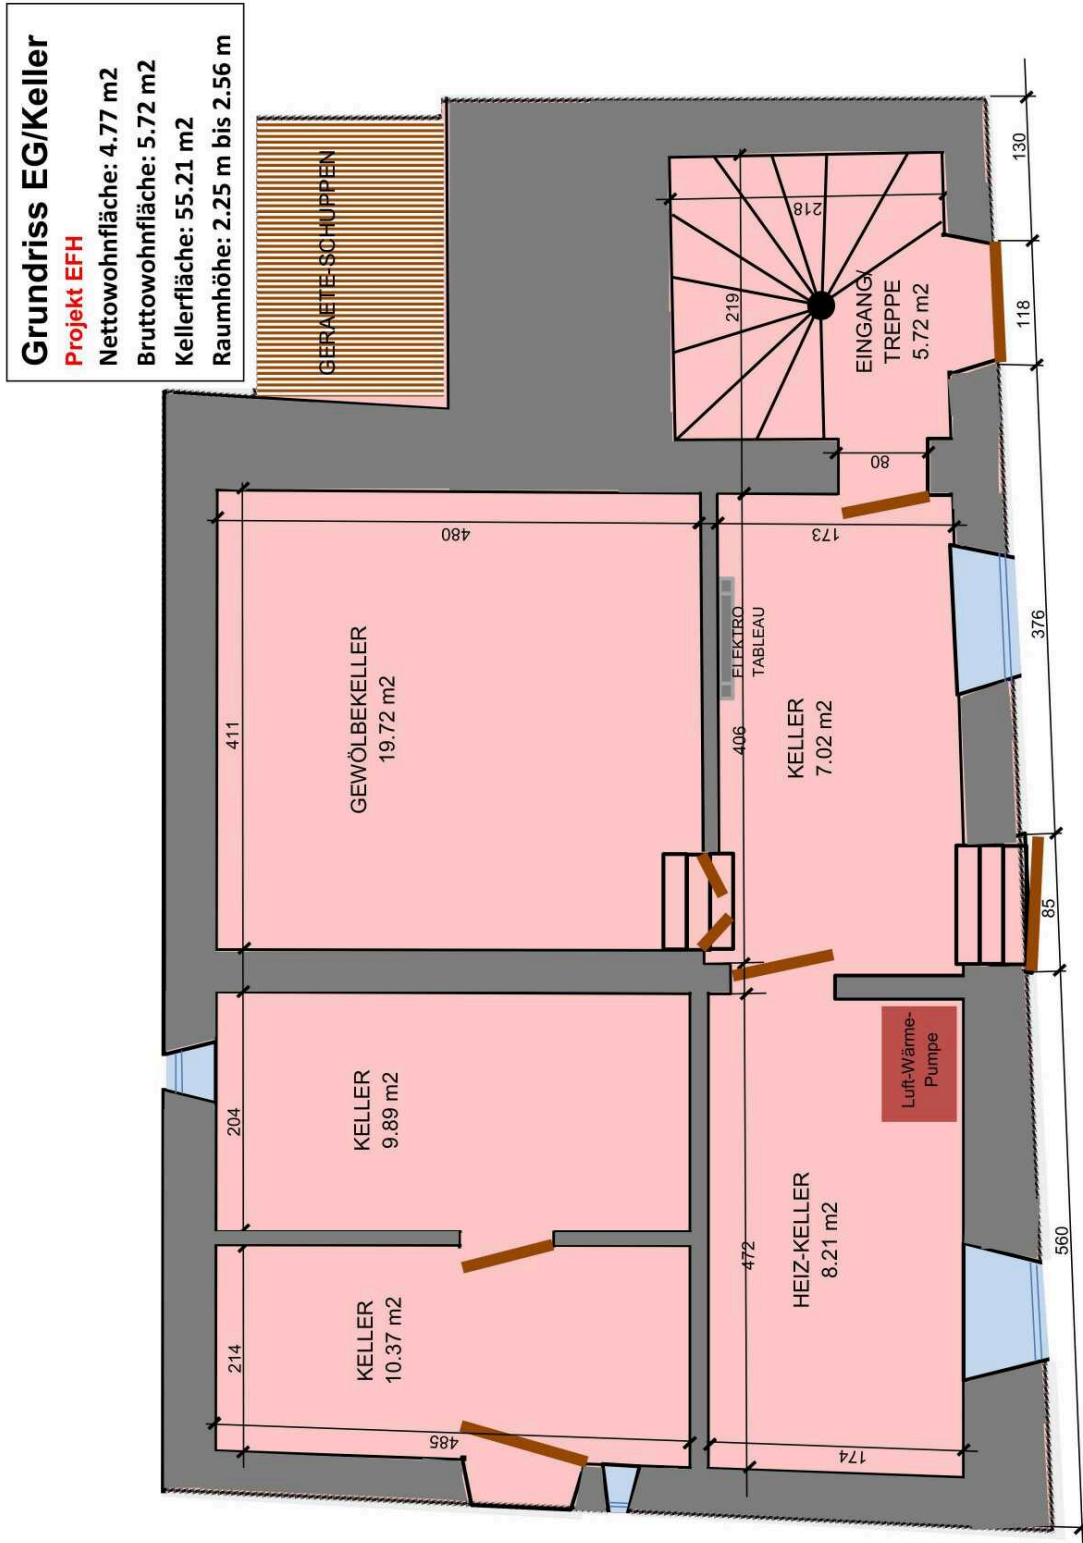 Grundriss EG/Keller
Projekt EFH
Nettowohnfläche: 4.77 m2
Bruttowohnfläche: 5.72 m2
Kellerfläche: 55.21 m2
Raumhöhe: 2.25 m bis 2.56 m
GERAETE-SCHUPPEN
214
204
411
KELLER
10.37 m2
KELLER
9.89 m2
GEWÖLBEKELLER
19.72 m2
485
480
472
406
219
ELEKTRO
TABLEAU
218
HEIZ-KELLER
8.21 m2
KELLER
7.02 m2
174
173
80
EINGANG/
TREPPE
5.72 m2
Luft-Wärme-
Pumpe
560
85
376
118
130